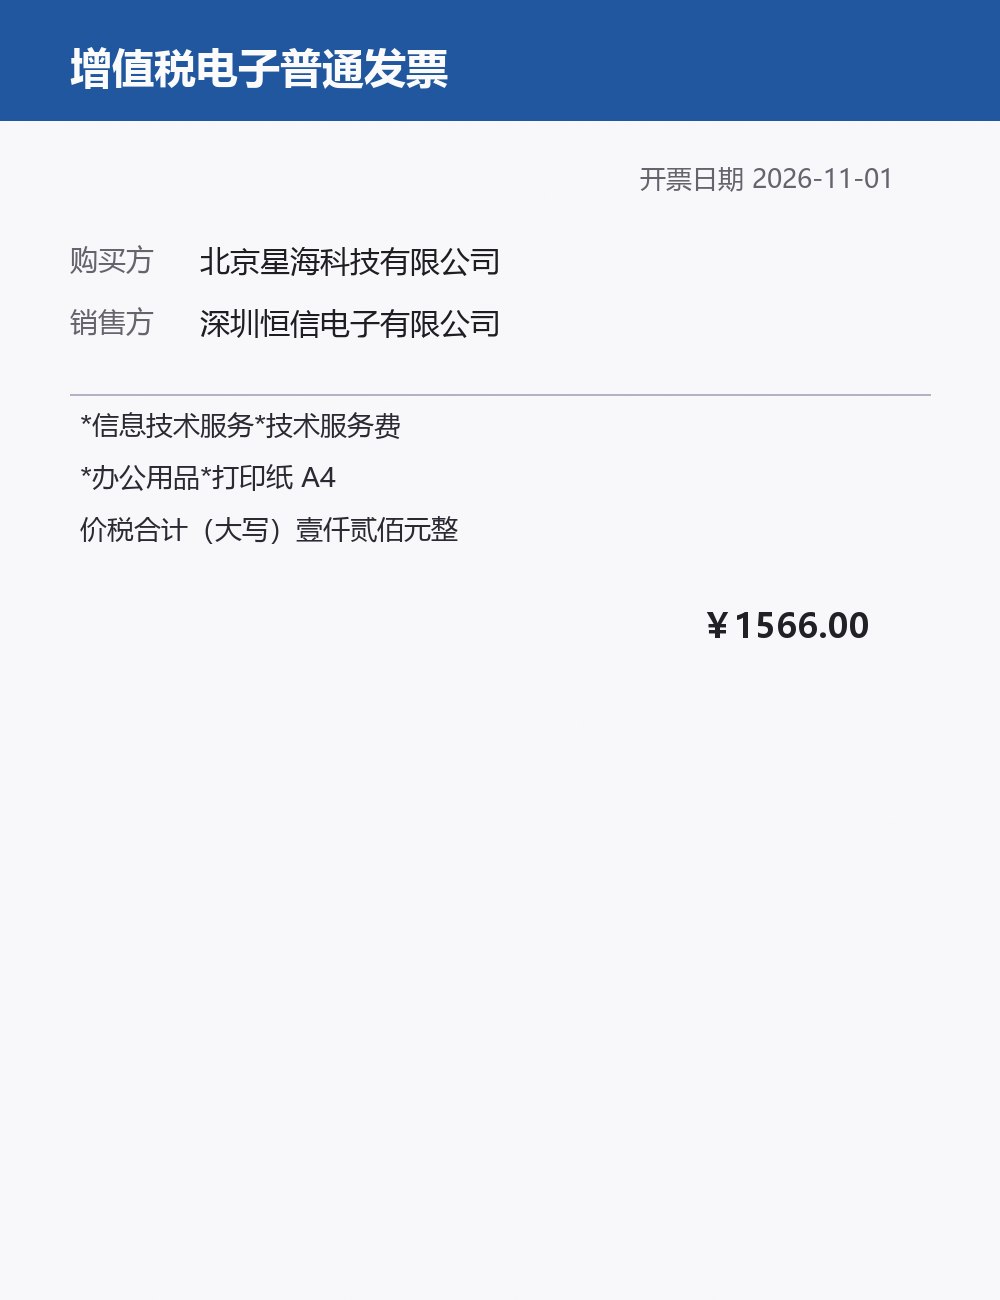 增值税电子普通发票
开票日期 2026-11-01
购买方 北京星海科技有限公司
销售方 深圳恒信电子有限公司
*信息技术服务*技术服务费
*办公用品*打印纸 A4
价税合计（大写）壹仟贰佰元整
¥1566.00